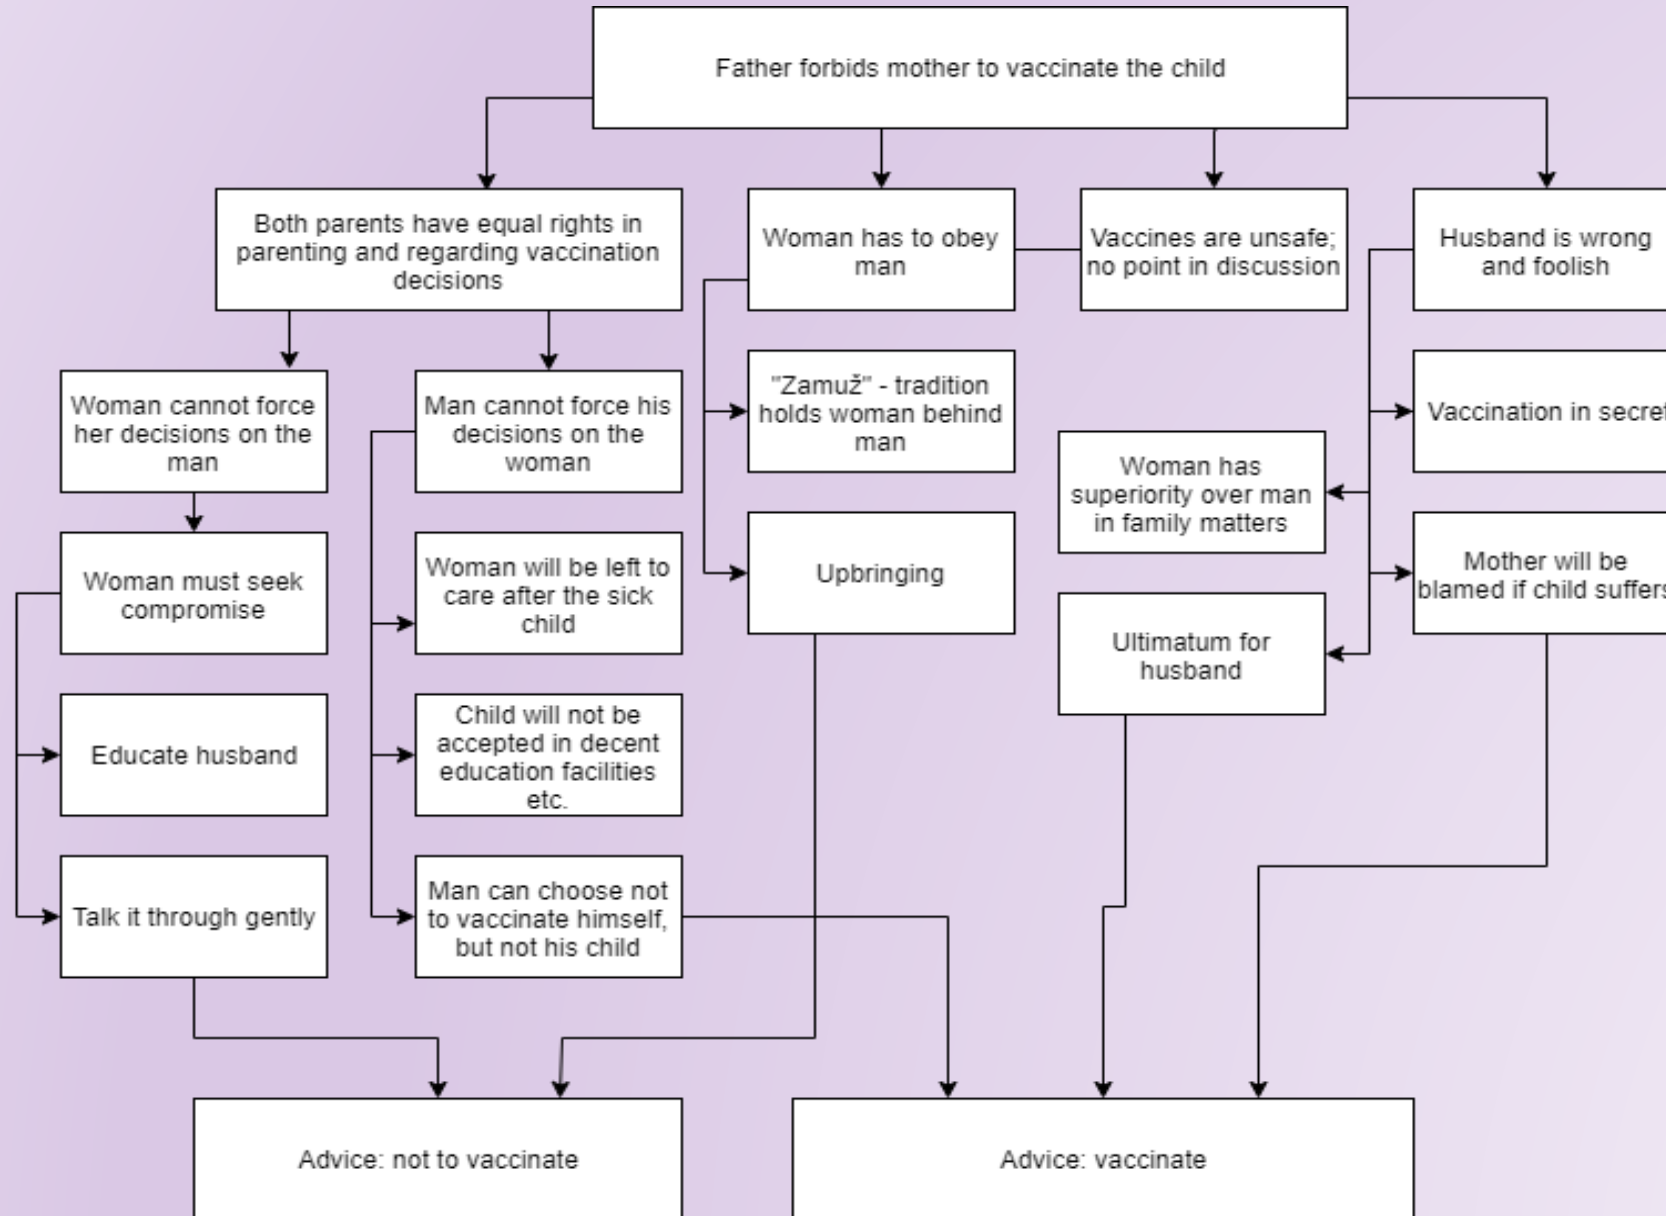 Father forbids mother to vaccinate the child
Both parents have equal rights in
parenting and regarding vaccination
decisions
Woman has to obey
man
Vaccines are unsafe;
no point in discussion
Husband is wrong
and foolish
Woman cannot force
her decisions on the
man
Man cannot force his
decisions on the
woman
"Zamuž" - tradition
holds woman behind
man
Vaccination in secret
Woman has
superiority over man
in family matters
Woman must seek
compromise
Woman will be left to
care after the sick
child
Upbringing
Mother will be
blamed if child suffers
Ultimatum for
husband
Educate husband
Child will not be
accepted in decent
education facilities
etc.
Talk it through gently
Man can choose not
to vaccinate himself,
but not his child
Advice: not to vaccinate
Advice: vaccinate